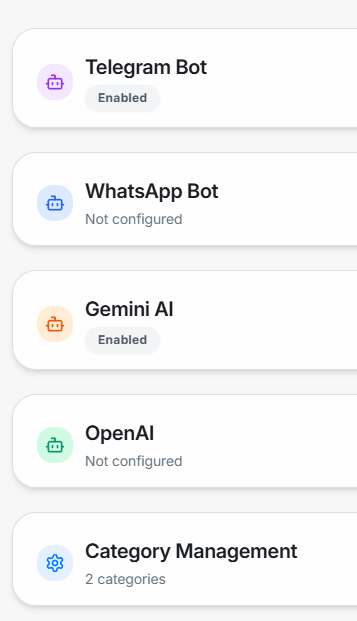 Telegram Bot
Enabled
WhatsApp Bot
Not configured
Gemini AI
Enabled
OpenAI
Not configured
Category Management
2 categories